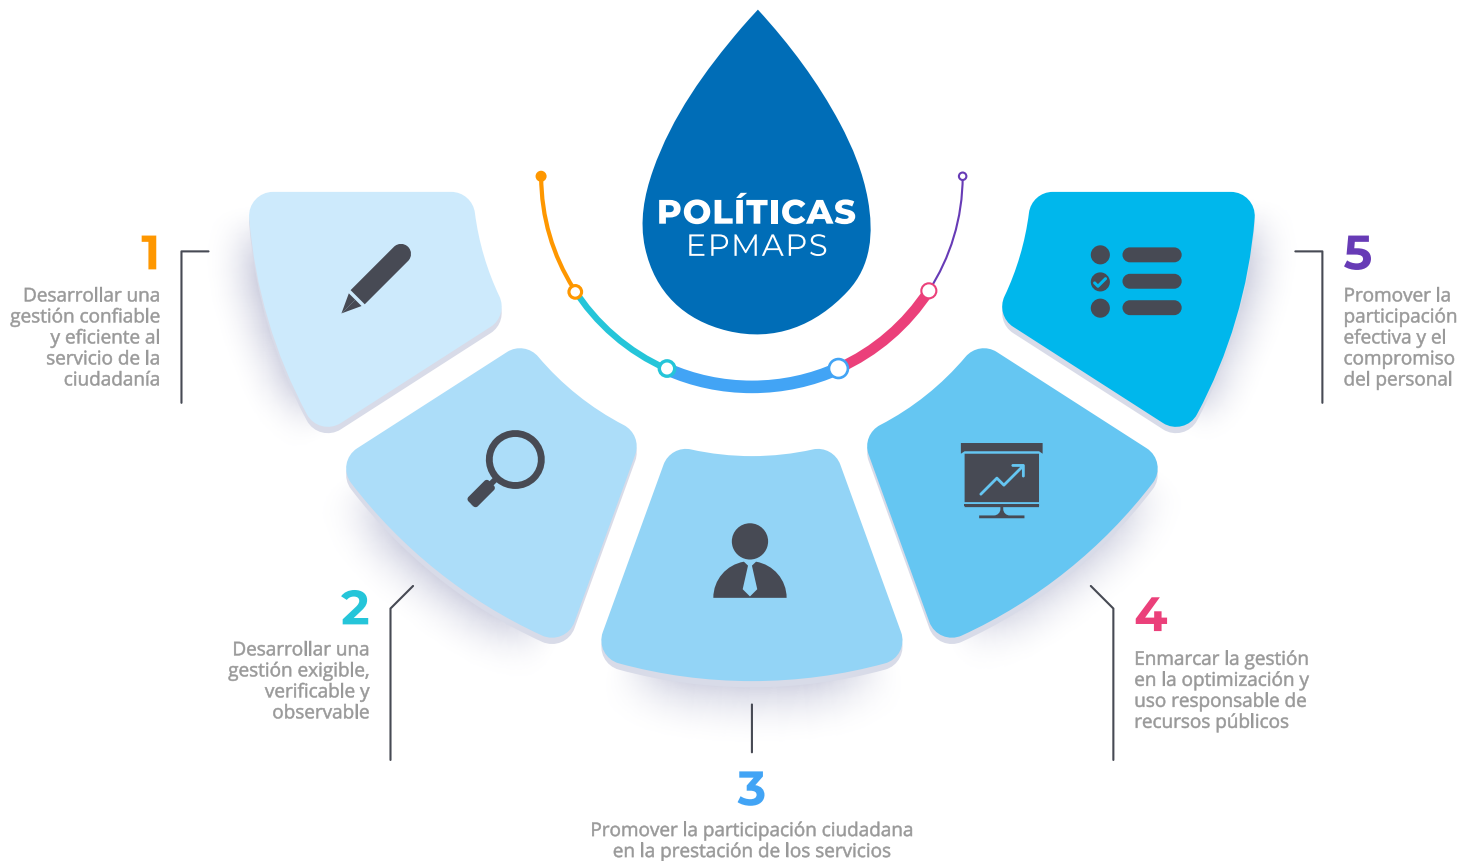 POLÍTICAS
EPMAPS
1
Desarrollar una
gestión confiable
y eficiente al
servicio de la
ciudadanía
2
Desarrollar una
gestión exigible,
verificable y
observable
3
Promover la participación ciudadana
en la prestación de los servicios
4
Enmarcar la gestión
en la optimización y
uso responsable de
recursos públicos
5
Promover la
participación
efectiva y el
compromiso
del personal